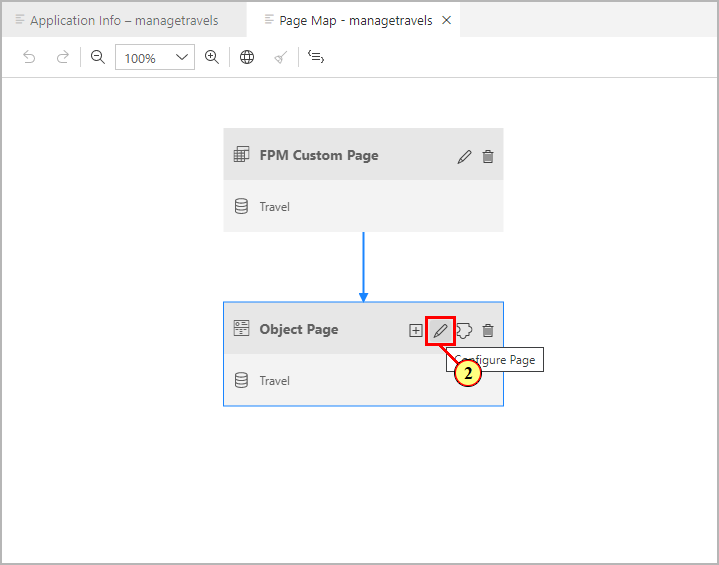 Application Info – managetravels
Page Map - managetravels
100%
FPM Custom Page
Travel
Object Page
Configure Page
2
Travel